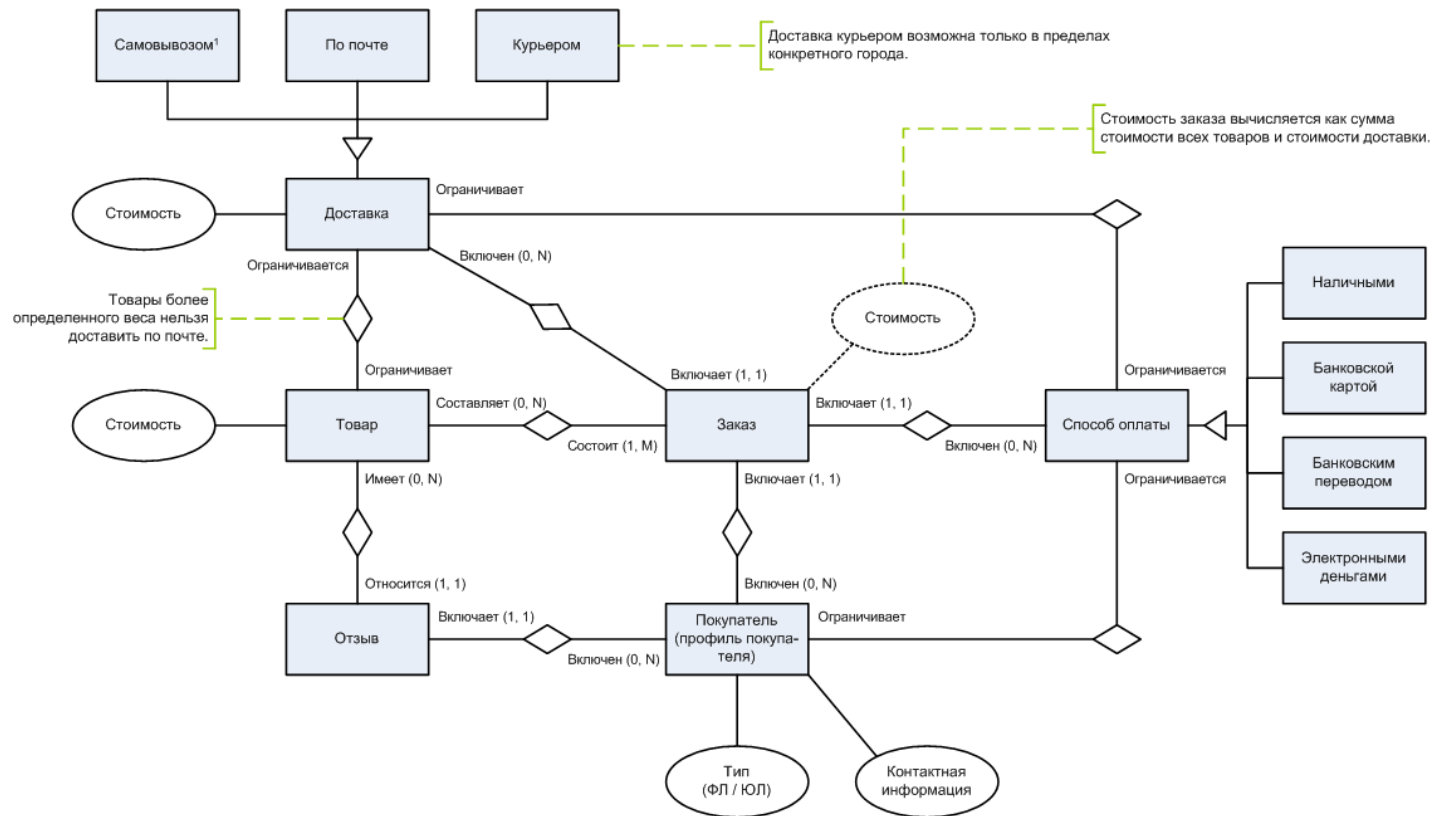 Самовывозом¹
По почте
Курьером
Доставка курьером возможна только в пределах
конкретного города.
Стоимость заказа вычисляется как сумма
стоимости всех товаров и стоимости доставки.
Стоимость
Доставка
Ограничивает
Ограничивается
Включен (0, N)
Товары более
определенного веса нельзя
доставить по почте.
Стоимость
Наличными
Ограничивает
Включает (1, 1)
Ограничивается
Банковской
картой
Стоимость
Товар
Составляет (0, N)
Состоит (1, M)
Заказ
Включает (1, 1)
Включен (0, N)
Способ оплаты
Имеет (0, N)
Включает (1, 1)
Ограничивается
Банковским
переводом
Электронными
деньгами
Относится (1, 1)
Включен (0, N)
Отзыв
Включает (1, 1)
Включен (0, N)
Покупатель
(профиль покупа-
теля)
Ограничивает
Тип
(ФЛ / ЮЛ)
Контактная
информация